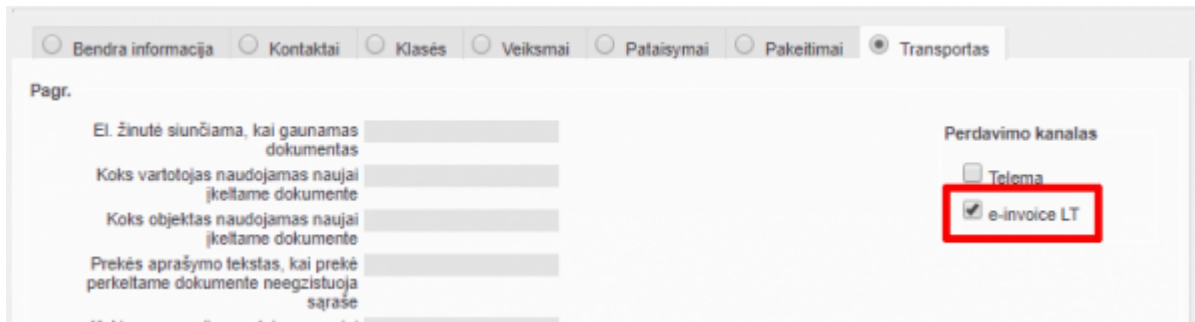 Bendra informacija Kontaktai Klasės Veiksmai Pataisymai Pakeitimai Transportas
Pagr.
El. žinutė siunčiama, kai gaunamas
dokumentas
Koks vartotojas naudojamas naujai
įkeltame dokumente
Koks objektas naudojamas naujai
įkeltame dokumente
Prekės aprašymo tekstas, kai prekė
perkeltame dokumente neegzistuoja
sąraše
Perdavimo kanalas
Telema
e-invoice LT